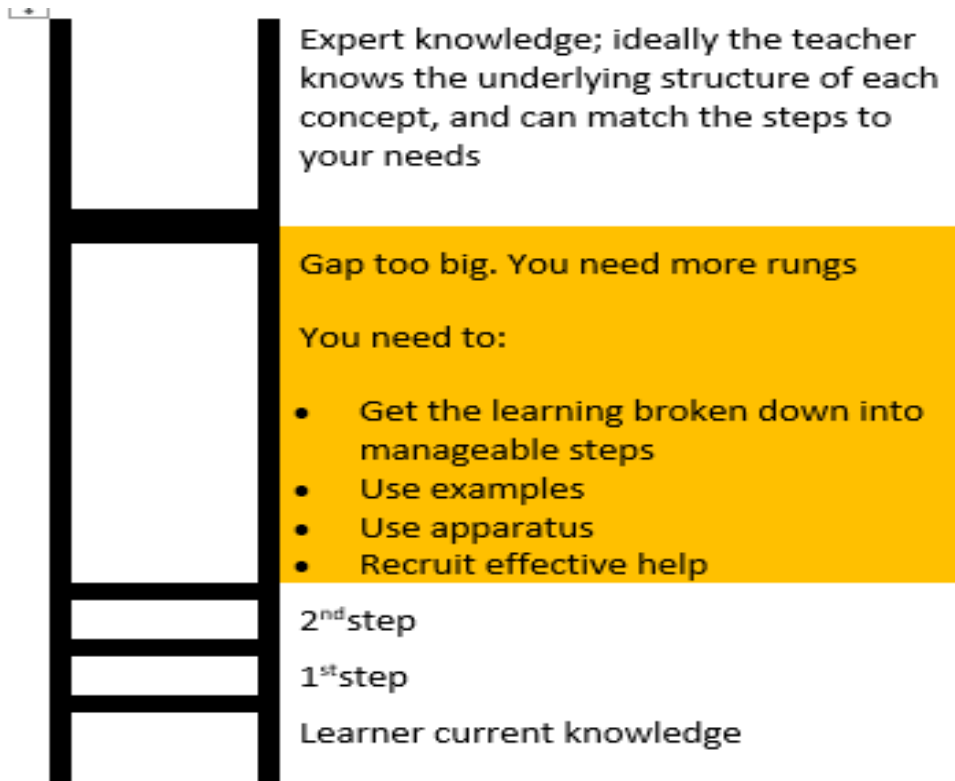 Expert knowledge; ideally the teacher
knows the underlying structure of each
concept, and can match the steps to
your needs
Gap too big. You need more rungs
You need to:
• Get the learning broken down into
manageable steps
• Use examples
• Use apparatus
• Recruit effective help
2ndstep
1ststep
Learner current knowledge